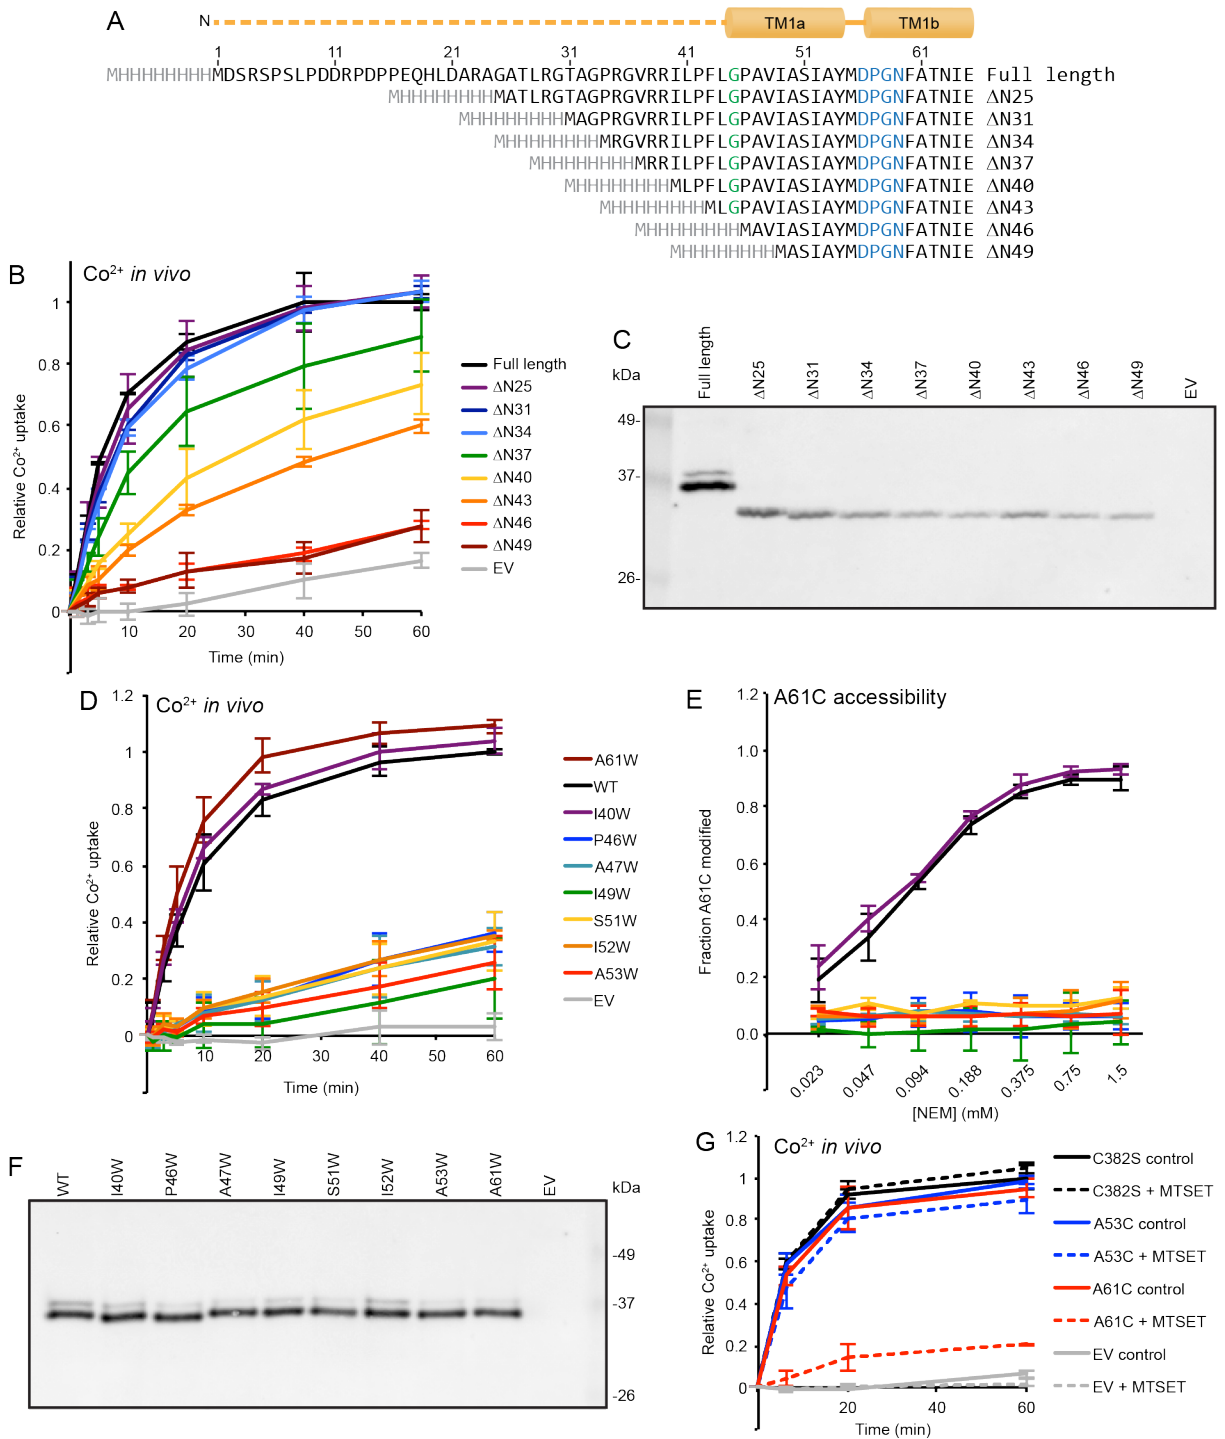 A
N
TM1a
TM1b
1 11 21 31 41 51 61
MHHHHHHHHMDSRSPSLPDDRPDPPEQHLDARAGATLRGTAGPRGVRRILPFLGPAVIASIAYMDPGNFATNIE Full length
MHHHHHHHHMATLRGTAGPRGVRRILPFLGPAVIASIAYMDPGNFATNIE ΔN25
MHHHHHHHHMAGPRGVRRILPFLGPAVIASIAYMDPGNFATNIE ΔN31
MHHHHHHHHMRGVRRILPFLGPAVIASIAYMDPGNFATNIE ΔN34
MHHHHHHHHMRRILPFLGPAVIASIAYMDPGNFATNIE ΔN37
MHHHHHHHHMLPFLGPAVIASIAYMDPGNFATNIE ΔN40
MHHHHHHHHMLGPAVIASIAYMDPGNFATNIE ΔN43
MHHHHHHHHMAVIASIAYMDPGNFATNIE ΔN46
MHHHHHHHHMASIAYMDPGNFATNIE ΔN49
B
Co²⁺ in vivo
Relative Co²⁺ uptake
1
0.8
0.6
0.4
0.2
0
10 20 30 40 50 60
Time (min)
Full length
ΔN25
ΔN31
ΔN34
ΔN37
ΔN40
ΔN43
ΔN46
ΔN49
EV
C
kDa
Full length
ΔN25
ΔN31
ΔN34
ΔN37
ΔN40
ΔN43
ΔN46
ΔN49
EV
49-
37-
26-
D
Co²⁺ in vivo
Relative Co²⁺ uptake
1.2
1
0.8
0.6
0.4
0.2
0
10 20 30 40 50 60
Time (min)
A61W
WT
I40W
P46W
A47W
I49W
S51W
I52W
A53W
EV
E
A61C accessibility
Fraction A61C modified
1.2
1.0
0.8
0.6
0.4
0.2
0.0
0.023 0.047 0.094 0.188 0.375 0.75 1.5
[NEM] (mM)
F
WT
I40W
P46W
A47W
I49W
S51W
I52W
A53W
A61W
EV
kDa
-49
-37
-26
G
Co²⁺ in vivo
Relative Co²⁺ uptake
1.2
1
0.8
0.6
0.4
0.2
0
20 40 60
Time (min)
C382S control
C382S + MTSET
A53C control
A53C + MTSET
A61C control
A61C + MTSET
EV control
EV + MTSET